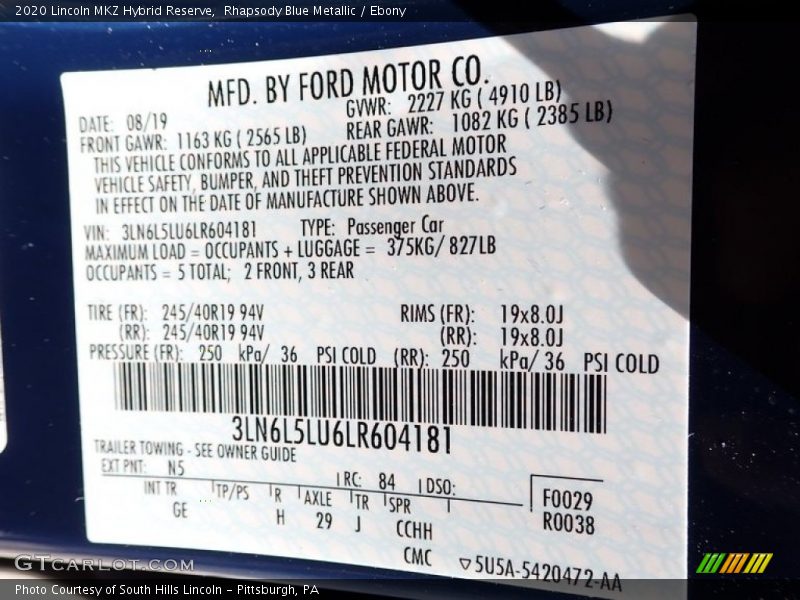 2020 Lincoln MKZ Hybrid Reserve, Rhapsody Blue Metallic / Ebony
MFD. BY FORD MOTOR CO.
DATE: 08/19 GVWR: 2227 KG ( 4910 LB)
FRONT GAWR: 1163 KG ( 2565 LB) REAR GAWR: 1082 KG ( 2385 LB)
THIS VEHICLE CONFORMS TO ALL APPLICABLE FEDERAL MOTOR
VEHICLE SAFETY, BUMPER, AND THEFT PREVENTION STANDARDS
IN EFFECT ON THE DATE OF MANUFACTURE SHOWN ABOVE.
VIN: 3LN6L5LU6LR604181 TYPE: Passenger Car
MAXIMUM LOAD = OCCUPANTS + LUGGAGE = 375KG/ 827LB
OCCUPANTS = 5 TOTAL; 2 FRONT, 3 REAR
TIRE (FR): 245/40R19 94V RIMS (FR): 19x8.0J
(RR): 245/40R19 94V (RR): 19x8.0J
PRESSURE (FR): 250 kPa/ 36 PSI COLD (RR): 250 kPa/ 36 PSI COLD
3LN6L5LU6LR604181
TRAILER TOWING - SEE OWNER GUIDE
EXT PNT: N5 RC: 84 DSO:
INT TR TP/PS R AXLE TR SPR F0029
GE H 29 J CCHH R0038
CMC ▽5U5A-5420472-AA
GTCARLOT.COM
Photo Courtesy of South Hills Lincoln – Pittsburgh, PA